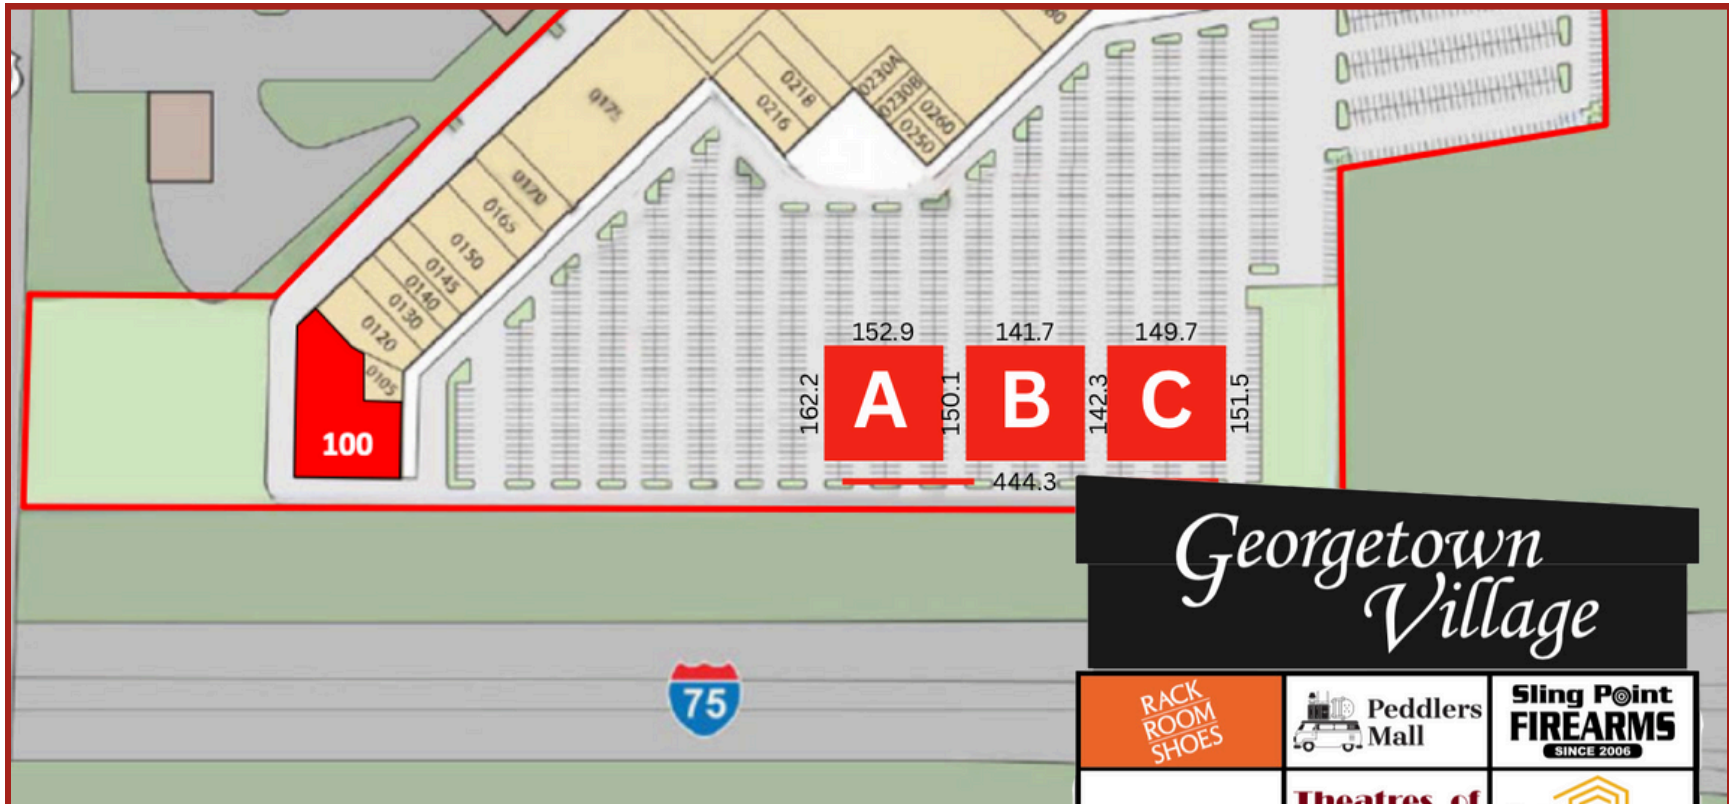 0175
0218
0216
0230A
0230B
0260
0250
0170
0165
0150
0145
0140
0130
0120
0105
100
152.9
141.7
149.7
162.2
A
150.1
B
142.3
C
151.5
444.3
Georgetown
Village
75
RACK
ROOM
SHOES
Peddlers
Mall
Sling Point
FIREARMS
SINCE 2006
Theatres of